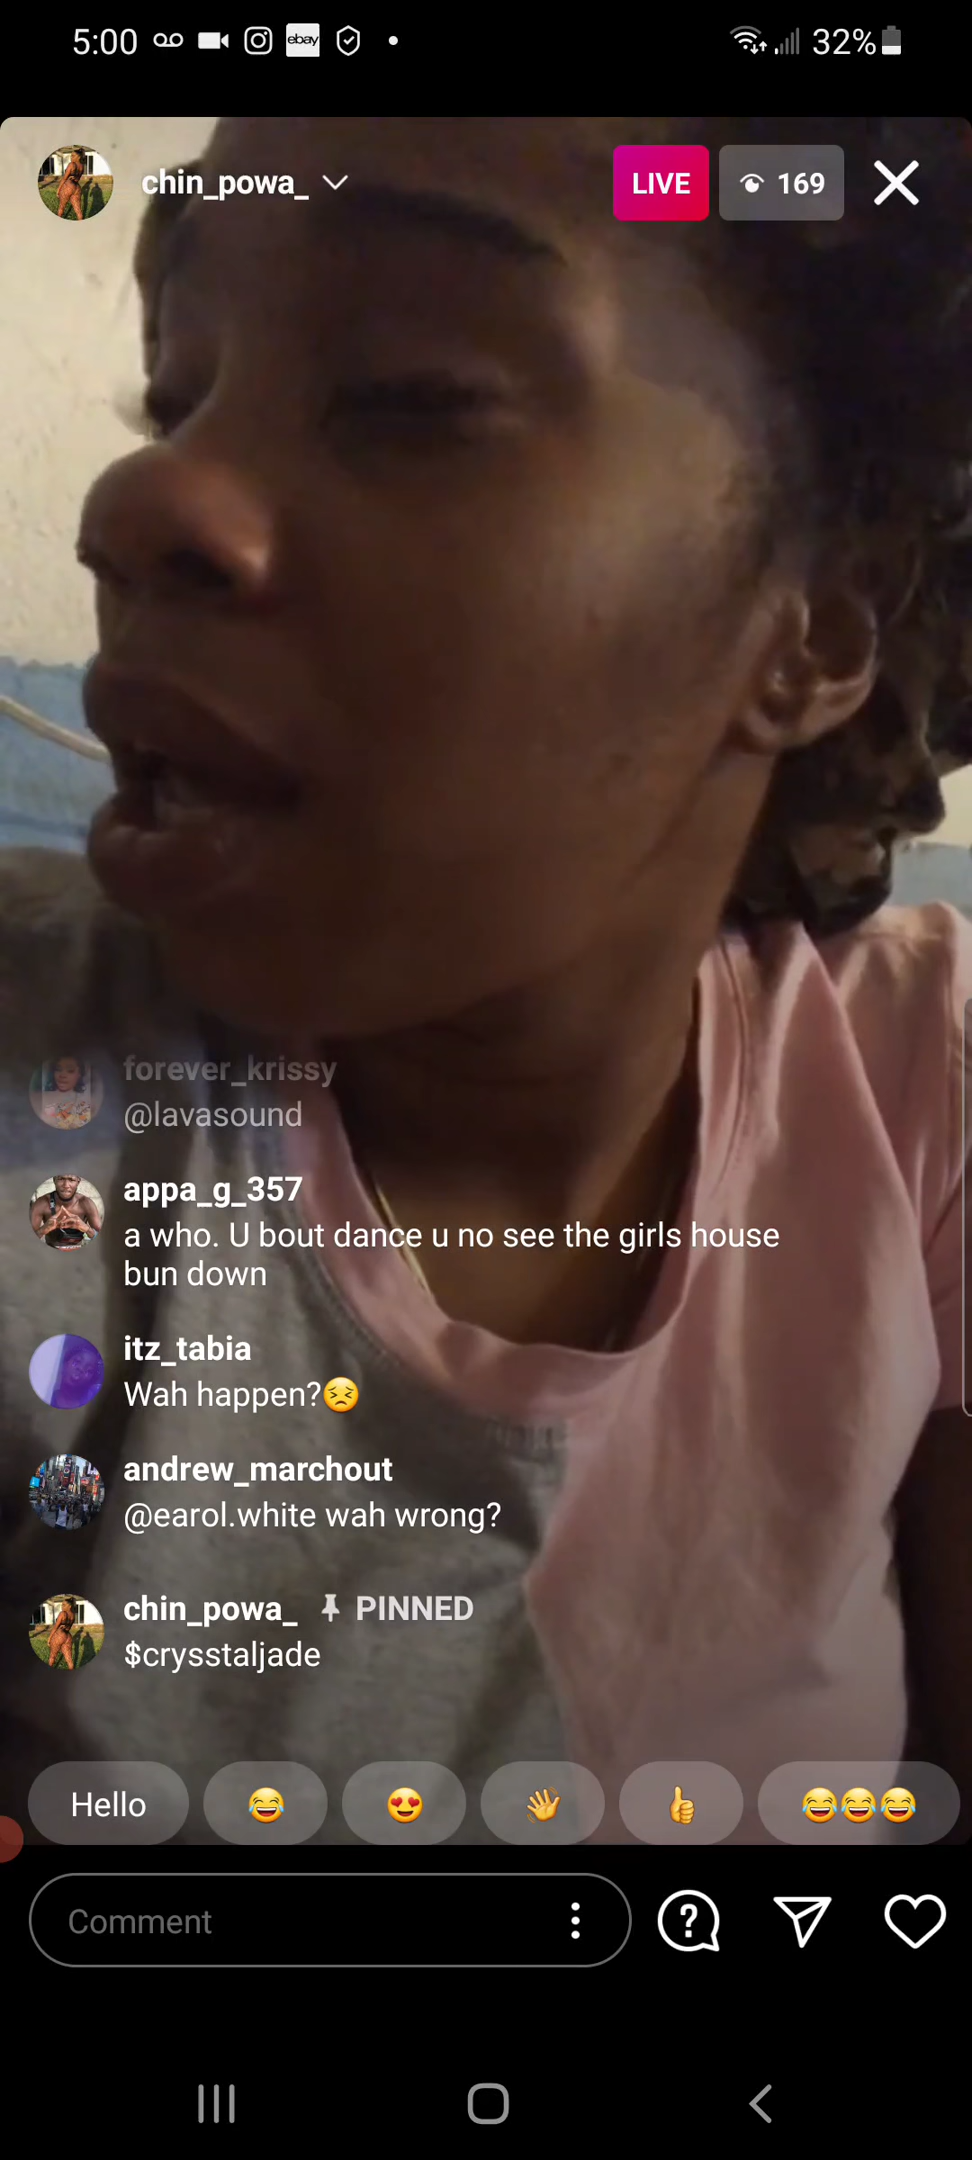 5:00 ebay 32%
chin_powa_ LIVE 169
forever_krissy
@lavasound
appa_g_357
a who. U bout dance u no see the girls house
bun down
itz_tabia
Wah happen?😣
andrew_marchout
@earol.white wah wrong?
chin_powa_ PINNED
$crysstaljade
Hello 😂 😍 👋 👍 😂😂😂
Comment